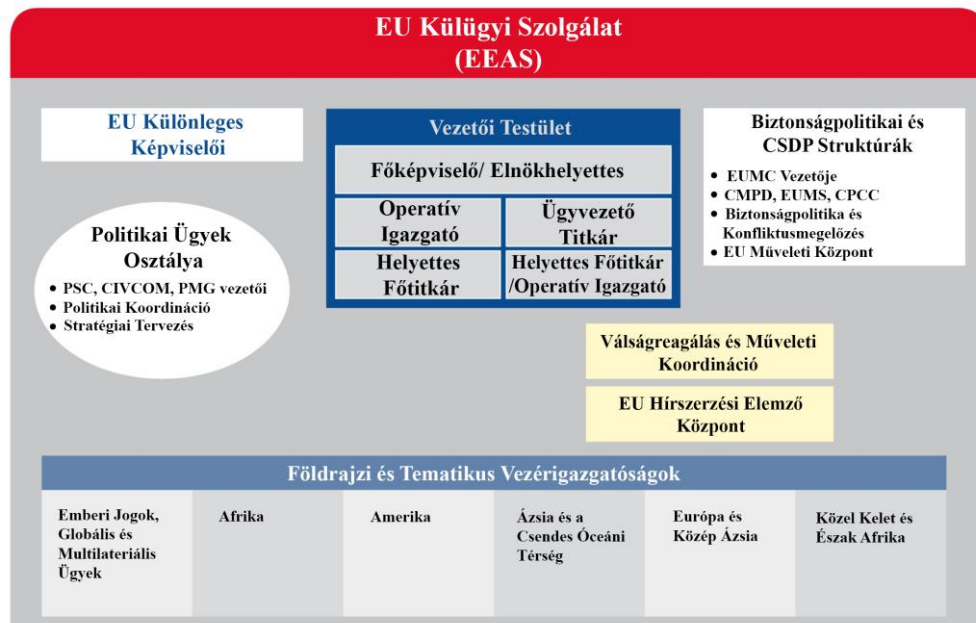 EU Külügyi Szolgálat
(EEAS)
EU Különleges
Képviselői
Vezetői Testület
Főképviselő/ Elnökhelyettes
Operatív
Igazgató
Ügyvezető
Titkár
Helyettes
Főtitkár
Helyettes Főtitkár
/Operatív Igazgató
Biztonságpolitikai és
CSDP Struktúrák
• EUMC Vezetője
• CMPD, EUMS, CPCC
• Biztonságpolitika és
Konfliktusmegelőzés
• EU Műveleti Központ
Politikai Ügyek
Osztálya
• PSC, CIVCOM, PMG vezetői
• Politikai Koordináció
• Stratégiai Tervezés
Válságreagálás és Műveleti
Koordináció
EU Hírszerzési Elemző
Központ
Földrajzi és Tematikus Vezérigazgatóságok
Emberi Jogok,
Globális és
Multilateriális
Ügyek
Afrika
Amerika
Ázsia és a
Csendes Óceáni
Térség
Európa és
Közép Ázsia
Közel Kelet és
Észak Afrika